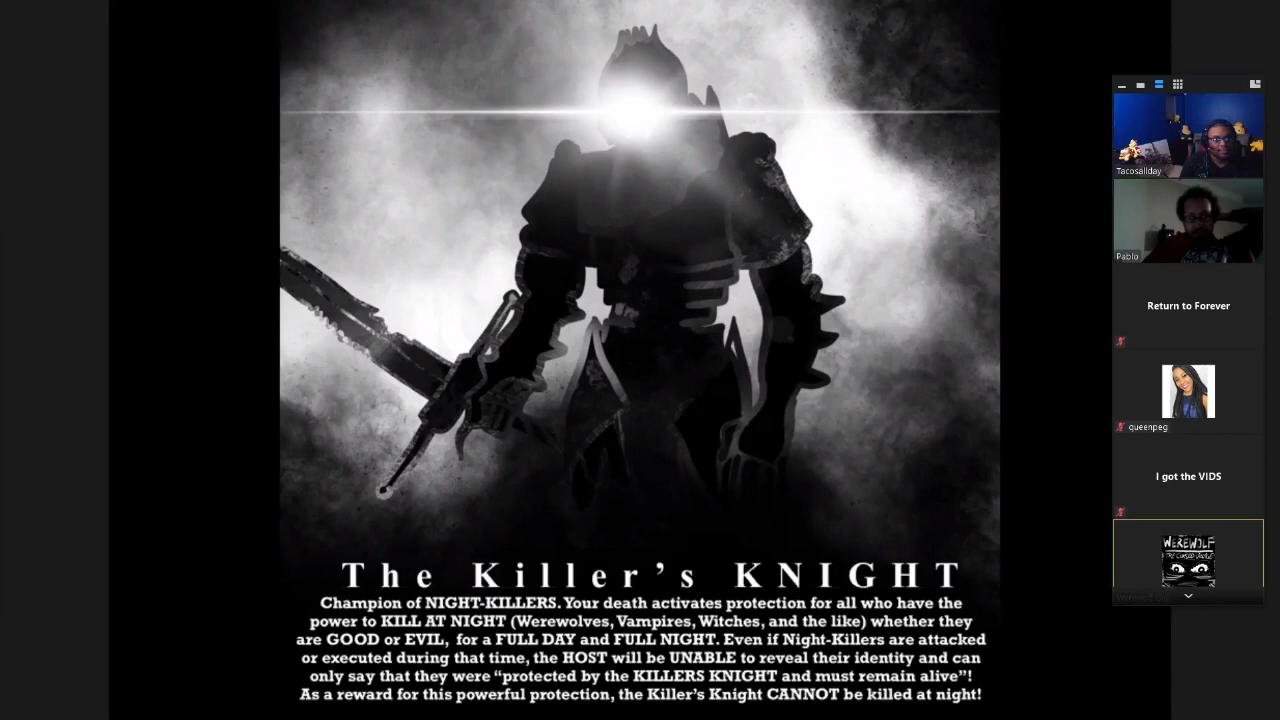 The Killer's KNIGHT
Champion of NIGHT-KILLERS. Your death activates protection for all who have the
power to KILL AT NIGHT (Werewolves, Vampires, Witches, and the like) whether they
are GOOD or EVIL, for a FULL DAY and FULL NIGHT. Even if Night-Killers are attacked
or executed during that time, the HOST will be UNABLE to reveal their identity and can
only say that they were “protected by the KILLERS KNIGHT and must remain alive”!
As a reward for this powerful protection, the Killer's Knight CANNOT be killed at night!
Tacosallday
Pablo
Return to Forever
queenpeg
I got the VIDS
WEREWOLF